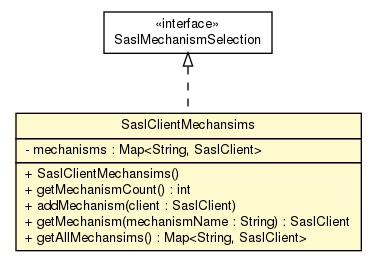 «interface»
SaslMechanismSelection
SaslClientMechansims
- mechanisms : Map<String, SaslClient>
+ SaslClientMechansims()
+ getMechanismCount() : int
+ addMechanism(client : SaslClient)
+ getMechanism(mechanismName : String) : SaslClient
+ getAllMechansims() : Map<String, SaslClient>